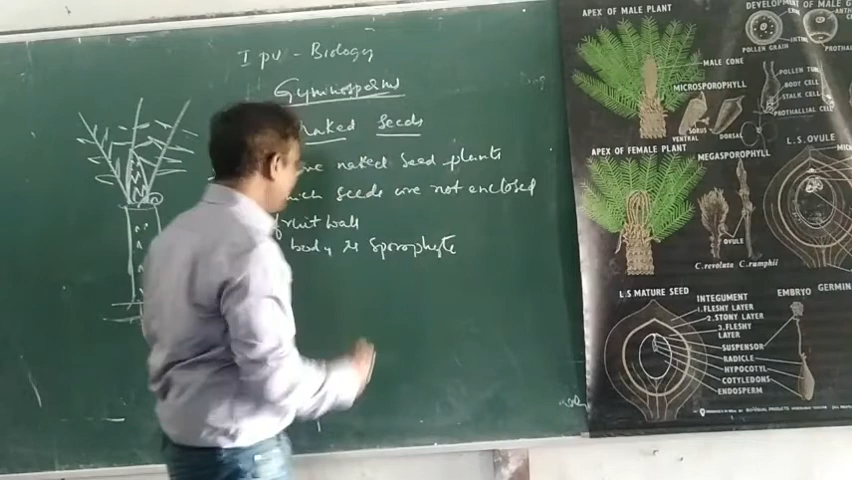 I pu - Biology
Gymnosperms
naked Seeds
naked Seed plants
seeds are not enclosed
fruit wall
body is Sporophyte
APEX OF MALE PLANT
MALE CONE
MICROSPOROPHYLL
SORUS
VENTRAL
DORSAL
APEX OF FEMALE PLANT
MEGASPOROPHYLL
OVULE
C.revoluta C.rumphii
DEVELOPMENT OF MALE
POLLEN GRAIN
POLLEN TUB
BODY CELL
STALK CELL
PROTHALLIAL CELL
L.S. OVULE
L.S MATURE SEED
INTEGUMENT
1.FLESHY LAYER
2.STONY LAYER
3.FLESHY
LAYER
SUSPENSOR
RADICLE
HYPOCOTYL
COTYLEDONS
ENDOSPERM
EMBRYO
GERMIN